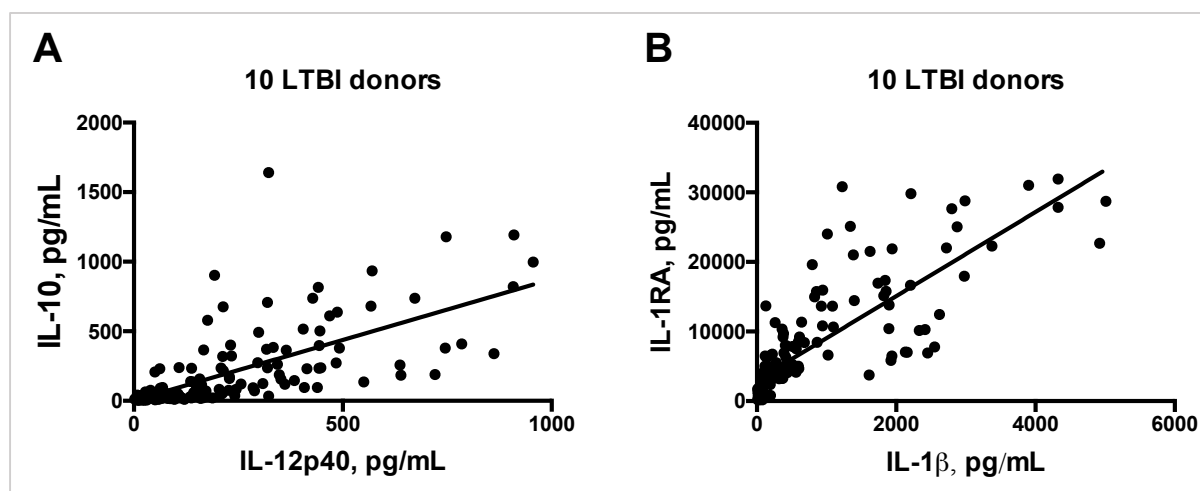 A
10 LTBI donors
IL-10, pg/mL
2000
1500
1000
500
0
0
500
1000
IL-12p40, pg/mL
B
10 LTBI donors
IL-1RA, pg/mL
40000
30000
20000
10000
0
0
2000
4000
6000
IL-1β, pg/mL